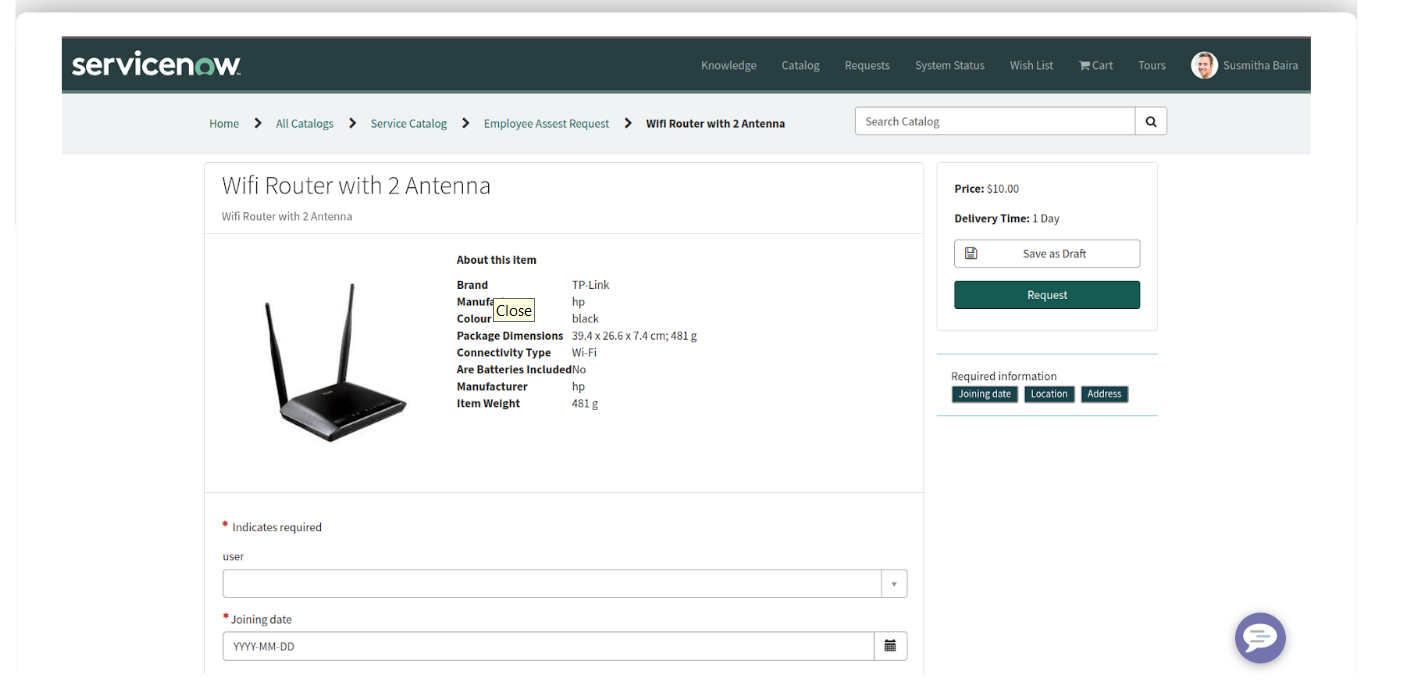 servicenow
Knowledge Catalog Requests System Status Wish List Cart Tours Susmitha Baira
Home > All Catalogs > Service Catalog > Employee Assest Request > Wifi Router with 2 Antenna
Search Catalog
Wifi Router with 2 Antenna
Wifi Router with 2 Antenna
About this item
Brand TP-Link
hp
Close
Colour black
Package Dimensions 39.4 x 26.6 x 7.4 cm; 481 g
Connectivity Type Wi-Fi
Are Batteries Included No
Manufacturer hp
Item Weight 481 g
Price: $10.00
Delivery Time: 1 Day
Save as Draft
Request
Required information
Joining date Location Address
* Indicates required
user
* Joining date
YYYY-MM-DD